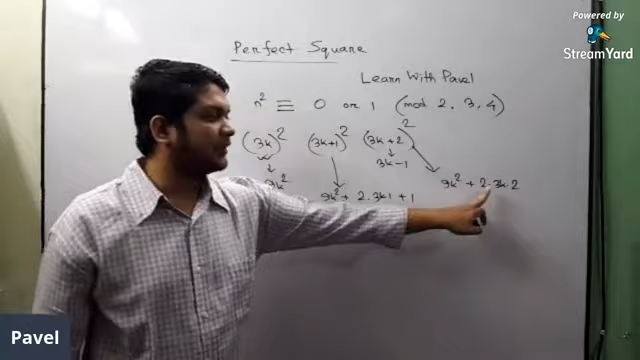 Powered by
StreamYard
Perfect Square
Learn With Pavel
n² ≡ 0 or 1 (mod 2, 3, 4)
(3k)² (3k+1)² (3k+2)²
3k-1
9k² 9k² + 2.3k.1 + 1 9k² + 2.3k.2
Pavel